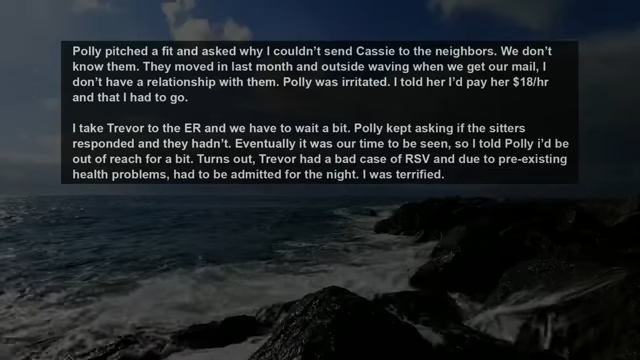 Polly pitched a fit and asked why I couldn't send Cassie to the neighbors. We don't
know them. They moved in last month and outside waving when we get our mail, I
don't have a relationship with them. Polly was irritated. I told her I'd pay her $18/hr
and that I had to go.
I take Trevor to the ER and we have to wait a bit. Polly kept asking if the sitters
responded and they hadn't. Eventually it was our time to be seen, so I told Polly i'd be
out of reach for a bit. Turns out, Trevor had a bad case of RSV and due to pre-existing
health problems, had to be admitted for the night. I was terrified.